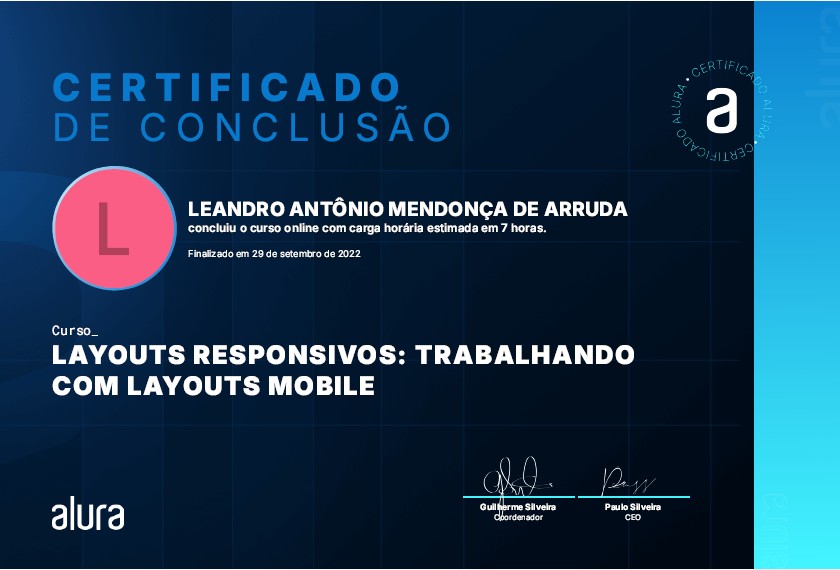 CERTIFICADO
DE CONCLUSÃO
• CERTIFICADO ALURA • CERTIFICADO ALURA
a
L
LEANDRO ANTÔNIO MENDONÇA DE ARRUDA
concluiu o curso online com carga horária estimada em 7 horas.
Finalizado em 29 de setembro de 2022
Curso_
LAYOUTS RESPONSIVOS: TRABALHANDO
COM LAYOUTS MOBILE
alura
Guilherme Silveira
Coordenador
Paulo Silveira
CEO